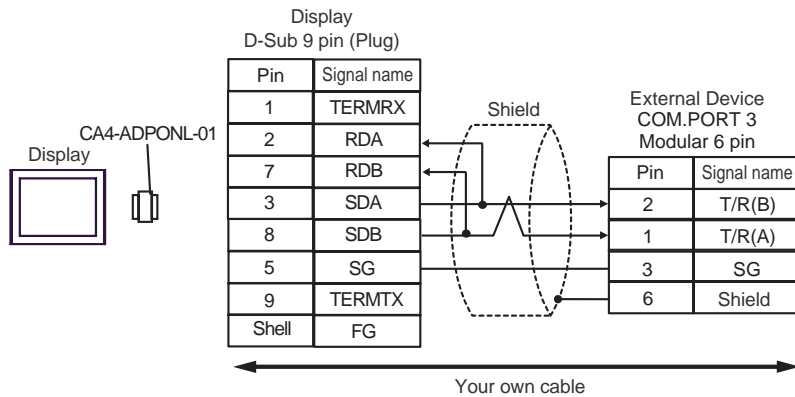 Display
D-Sub 9 pin (Plug)
Pin Signal name
1 TERMRX
2 RDA
7 RDB
3 SDA
8 SDB
5 SG
9 TERMTX
Shell FG
CA4-ADPONL-01
Display
Shield
External Device
COM.PORT 3
Modular 6 pin
Pin Signal name
2 T/R(B)
1 T/R(A)
3 SG
6 Shield
Your own cable